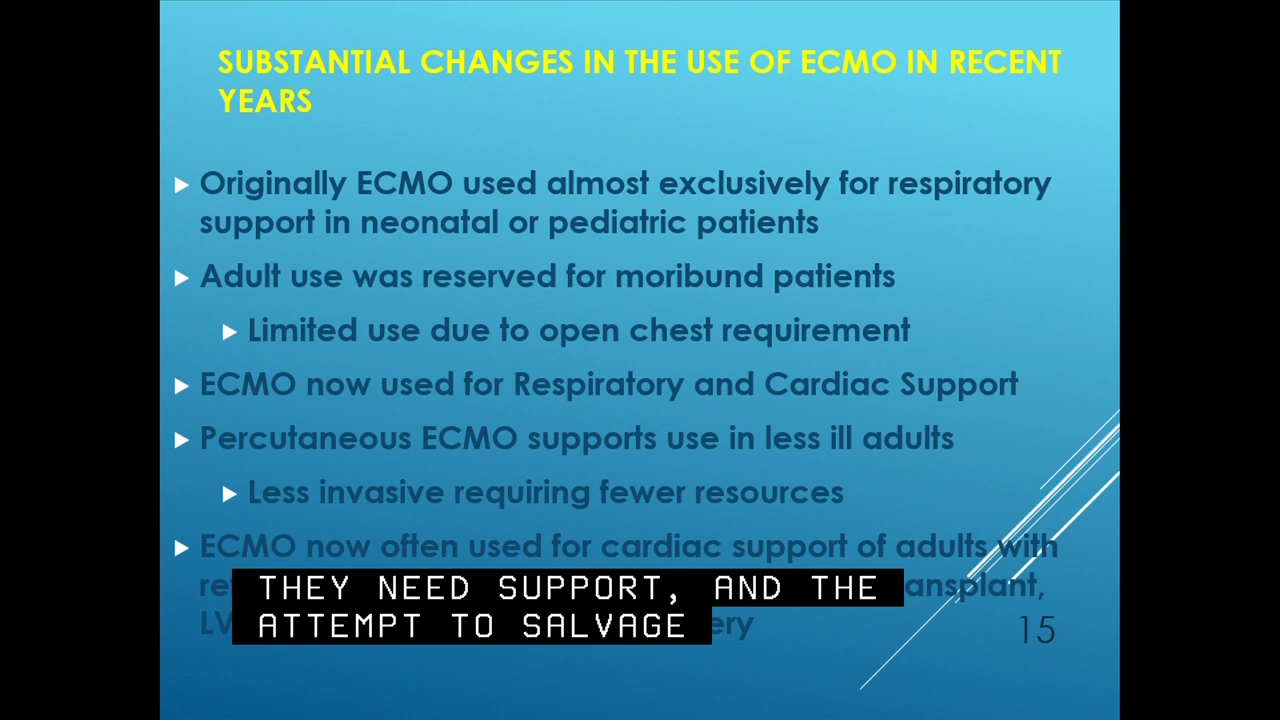 SUBSTANTIAL CHANGES IN THE USE OF ECMO IN RECENT
YEARS
Originally ECMO used almost exclusively for respiratory
support in neonatal or pediatric patients
Adult use was reserved for moribund patients
Limited use due to open chest requirement
ECMO now used for Respiratory and Cardiac Support
Percutaneous ECMO supports use in less ill adults
Less invasive requiring fewer resources
ECMO now often used for cardiac support of adults with
THEY NEED SUPPORT, AND THE
ATTEMPT TO SALVAGE
15